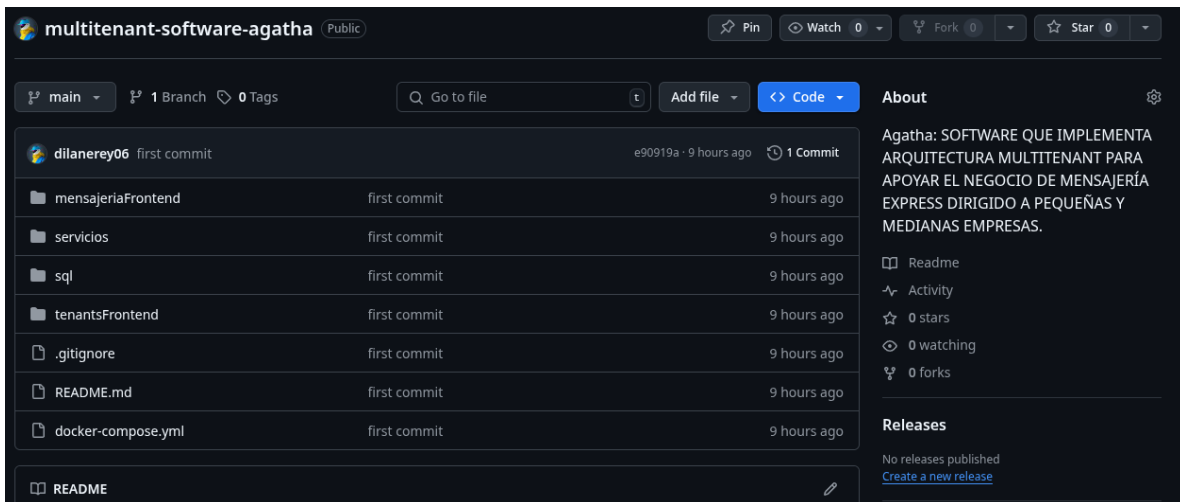 multitenant-software-agatha Public
Pin Watch 0 Fork 0 Star 0
main 1 Branch 0 Tags Go to file t Add file Code
dilanerey06 first commit e90919a · 9 hours ago 1 Commit
mensajeriaFrontend first commit 9 hours ago
servicios first commit 9 hours ago
sql first commit 9 hours ago
tenantsFrontend first commit 9 hours ago
.gitignore first commit 9 hours ago
README.md first commit 9 hours ago
docker-compose.yml first commit 9 hours ago
README
About
Agatha: SOFTWARE QUE IMPLEMENTA
ARQUITECTURA MULTITENANT PARA
APOYAR EL NEGOCIO DE MENSAJERÍA
EXPRESS DIRIGIDO A PEQUEÑAS Y
MEDIANAS EMPRESAS.
Readme
Activity
0 stars
0 watching
0 forks
Releases
No releases published
Create a new release